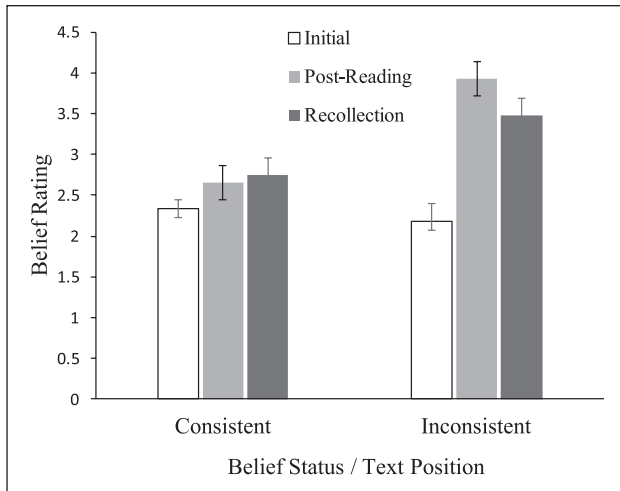 4.5
4
3.5
3
2.5
2
1.5
1
0.5
0
Belief Rating
Initial
Post-Reading
Recollection
Consistent
Inconsistent
Belief Status / Text Position